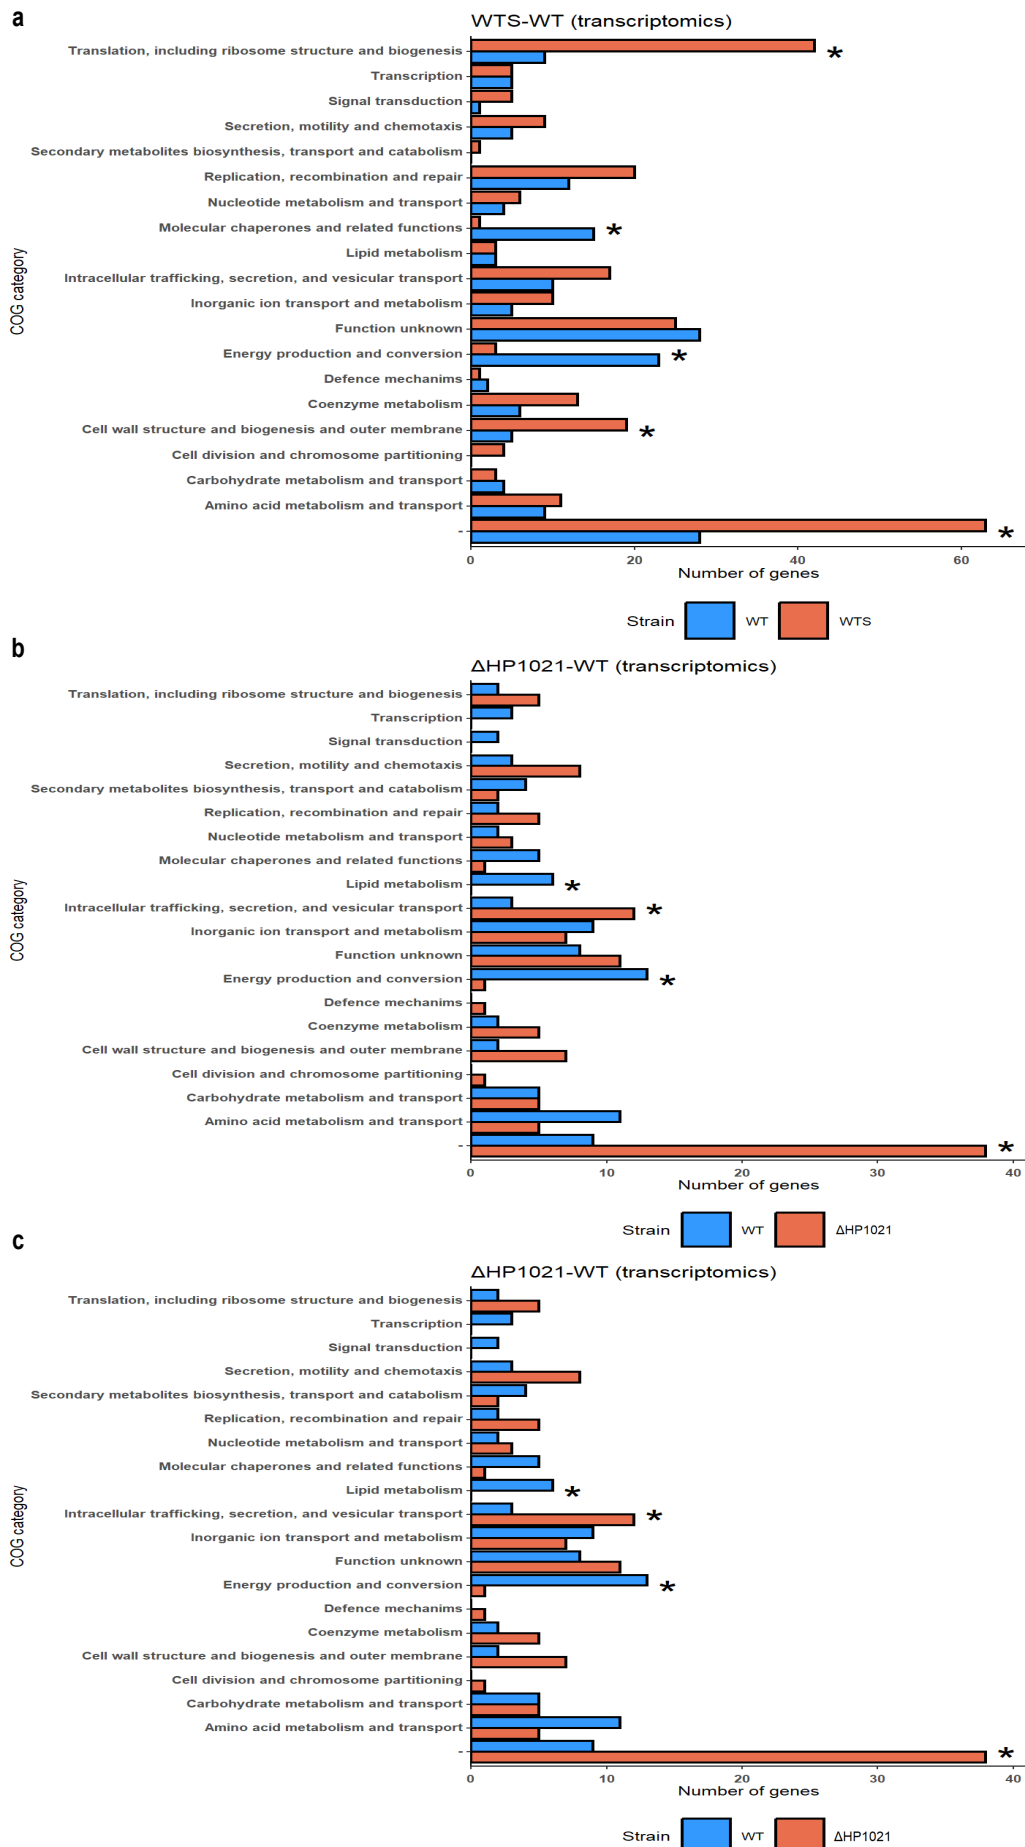 a
WTS-WT (transcriptomics)
Translation, including ribosome structure and biogenesis
*
Transcription
Signal transduction
Secretion, motility and chemotaxis
Secondary metabolites biosynthesis, transport and catabolism
Replication, recombination and repair
Nucleotide metabolism and transport
Molecular chaperones and related functions
*
Lipid metabolism
Intracellular trafficking, secretion, and vesicular transport
Inorganic ion transport and metabolism
Function unknown
Energy production and conversion
*
Defence mechanims
Coenzyme metabolism
Cell wall structure and biogenesis and outer membrane
*
Cell division and chromosome partitioning
Carbohydrate metabolism and transport
Amino acid metabolism and transport
-
*
COG category
0 20 40 60
Number of genes
Strain WT WTS
b
ΔHP1021-WT (transcriptomics)
Translation, including ribosome structure and biogenesis
Transcription
Signal transduction
Secretion, motility and chemotaxis
Secondary metabolites biosynthesis, transport and catabolism
Replication, recombination and repair
Nucleotide metabolism and transport
Molecular chaperones and related functions
Lipid metabolism
*
Intracellular trafficking, secretion, and vesicular transport
*
Inorganic ion transport and metabolism
Function unknown
Energy production and conversion
*
Defence mechanims
Coenzyme metabolism
Cell wall structure and biogenesis and outer membrane
Cell division and chromosome partitioning
Carbohydrate metabolism and transport
Amino acid metabolism and transport
-
*
COG category
0 10 20 30 40
Number of genes
Strain WT ΔHP1021
c
ΔHP1021-WT (transcriptomics)
Translation, including ribosome structure and biogenesis
Transcription
Signal transduction
Secretion, motility and chemotaxis
Secondary metabolites biosynthesis, transport and catabolism
Replication, recombination and repair
Nucleotide metabolism and transport
Molecular chaperones and related functions
Lipid metabolism
*
Intracellular trafficking, secretion, and vesicular transport
*
Inorganic ion transport and metabolism
Function unknown
Energy production and conversion
*
Defence mechanims
Coenzyme metabolism
Cell wall structure and biogenesis and outer membrane
Cell division and chromosome partitioning
Carbohydrate metabolism and transport
Amino acid metabolism and transport
-
*
COG category
0 10 20 30 40
Number of genes
Strain WT ΔHP1021